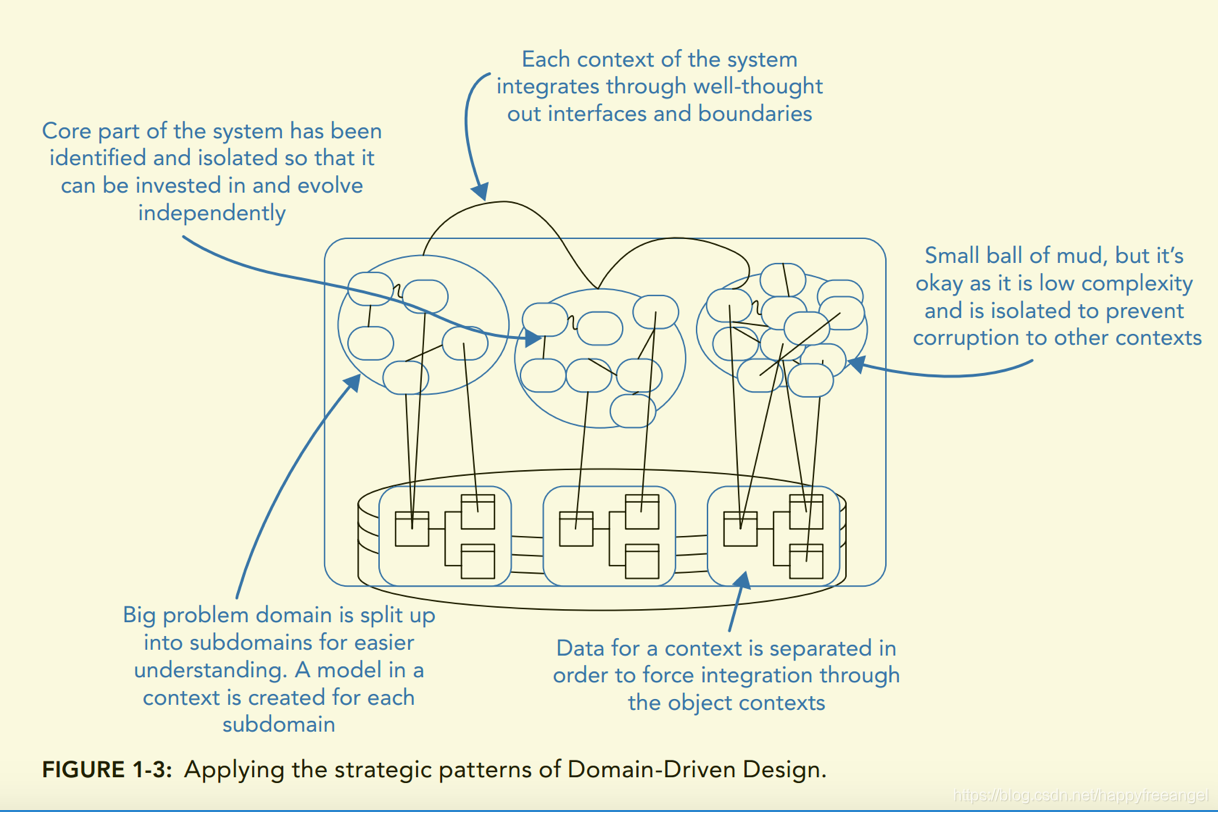 Each context of the system
integrates through well-thought
out interfaces and boundaries
Core part of the system has been
identified and isolated so that it
can be invested in and evolve
independently
Small ball of mud, but it’s
okay as it is low complexity
and is isolated to prevent
corruption to other contexts
Big problem domain is split up
into subdomains for easier
understanding. A model in a
context is created for each
subdomain
Data for a context is separated in
order to force integration through
the object contexts
FIGURE 1-3: Applying the strategic patterns of Domain-Driven Design.
https://blog.csdn.net/happyfreeangel